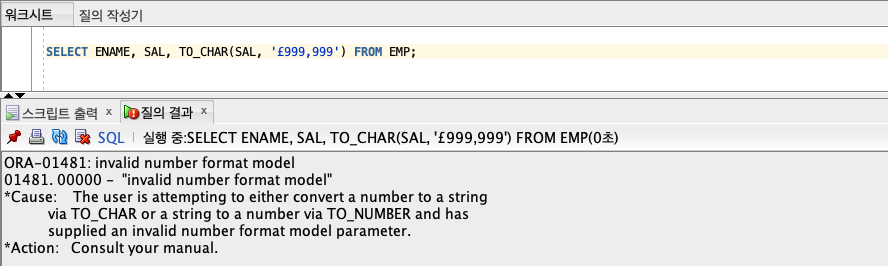 워크시트 질의 작성기
SELECT ENAME, SAL, TO_CHAR(SAL, '£999,999') FROM EMP;
스크립트 출력 x 질의 결과 x
SQL 실행 중:SELECT ENAME, SAL, TO_CHAR(SAL, '£999,999') FROM EMP(0초)
ORA-01481: invalid number format model
01481. 00000 - "invalid number format model"
*Cause: The user is attempting to either convert a number to a string
via TO_CHAR or a string to a number via TO_NUMBER and has
supplied an invalid number format model parameter.
*Action: Consult your manual.